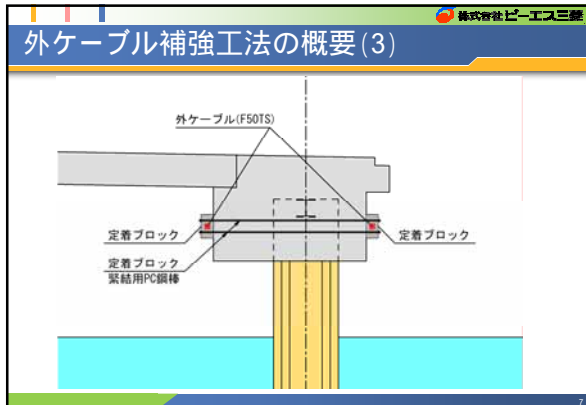 株式会社ピーエス三菱
外ケーブル補強工法の概要(3)
外ケーブル(F50TS)
定着ブロック
定着ブロック
定着ブロック
緊結用PC鋼棒
7